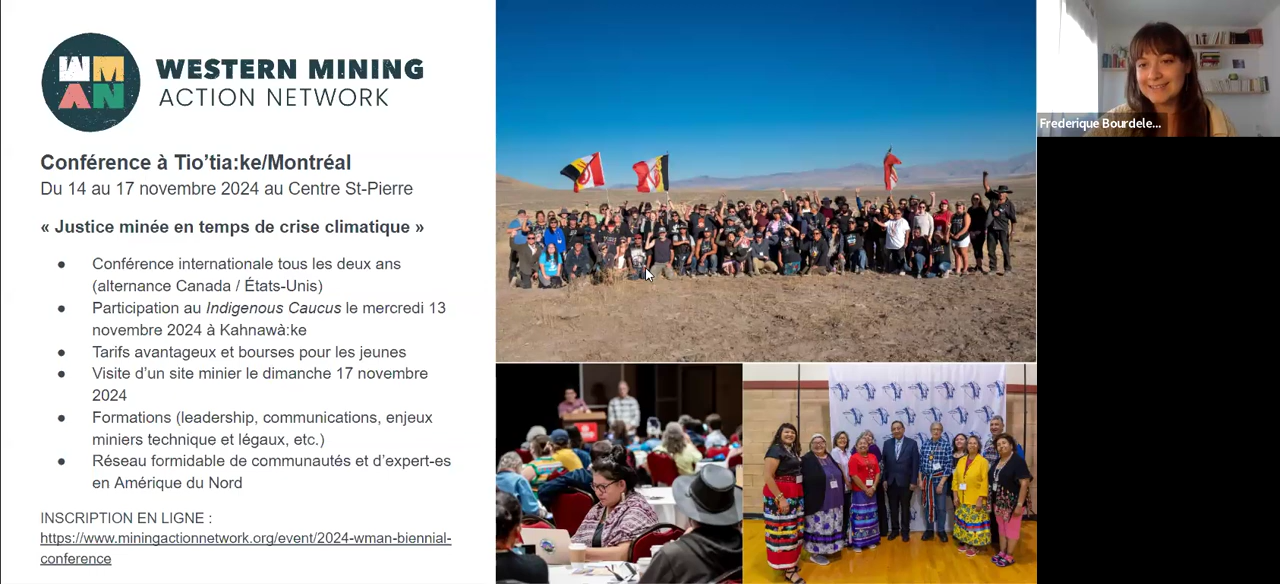 WMAN
WESTERN MINING
ACTION NETWORK
Conférence à Tio’tia:ke/Montréal
Du 14 au 17 novembre 2024 au Centre St-Pierre
« Justice minée en temps de crise climatique »
● Conférence internationale tous les deux ans
(alternance Canada / États-Unis)
● Participation au Indigenous Caucus le mercredi 13
novembre 2024 à Kahnawà:ke
● Tarifs avantageux et bourses pour les jeunes
● Visite d’un site minier le dimanche 17 novembre
2024
● Formations (leadership, communications, enjeux
miniers technique et légaux, etc.)
● Réseau formidable de communautés et d’expert-es
en Amérique du Nord
INSCRIPTION EN LIGNE :
https://www.miningactionnetwork.org/event/2024-wman-biennial-
conference
Frederique Bourdele...